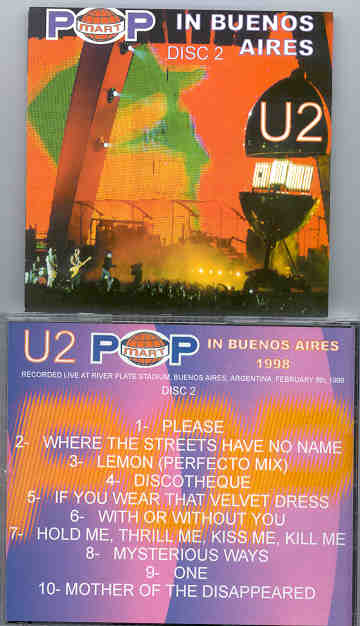 POP MART IN BUENOS
DISC 2 AIRES
U2
U2 POP MART IN BUENOS AIRES
1998
RECORDED LIVE AT RIVER PLATE STADIUM, BUENOS AIRES, ARGENTINA, FEBRUARY 5th, 1998
DISC 2
1- PLEASE
2- WHERE THE STREETS HAVE NO NAME
3- LEMON (PERFECTO MIX)
4- DISCOTHEQUE
5- IF YOU WEAR THAT VELVET DRESS
6- WITH OR WITHOUT YOU
7- HOLD ME, THRILL ME, KISS ME, KILL ME
8- MYSTERIOUS WAYS
9- ONE
10- MOTHER OF THE DISAPPEARED